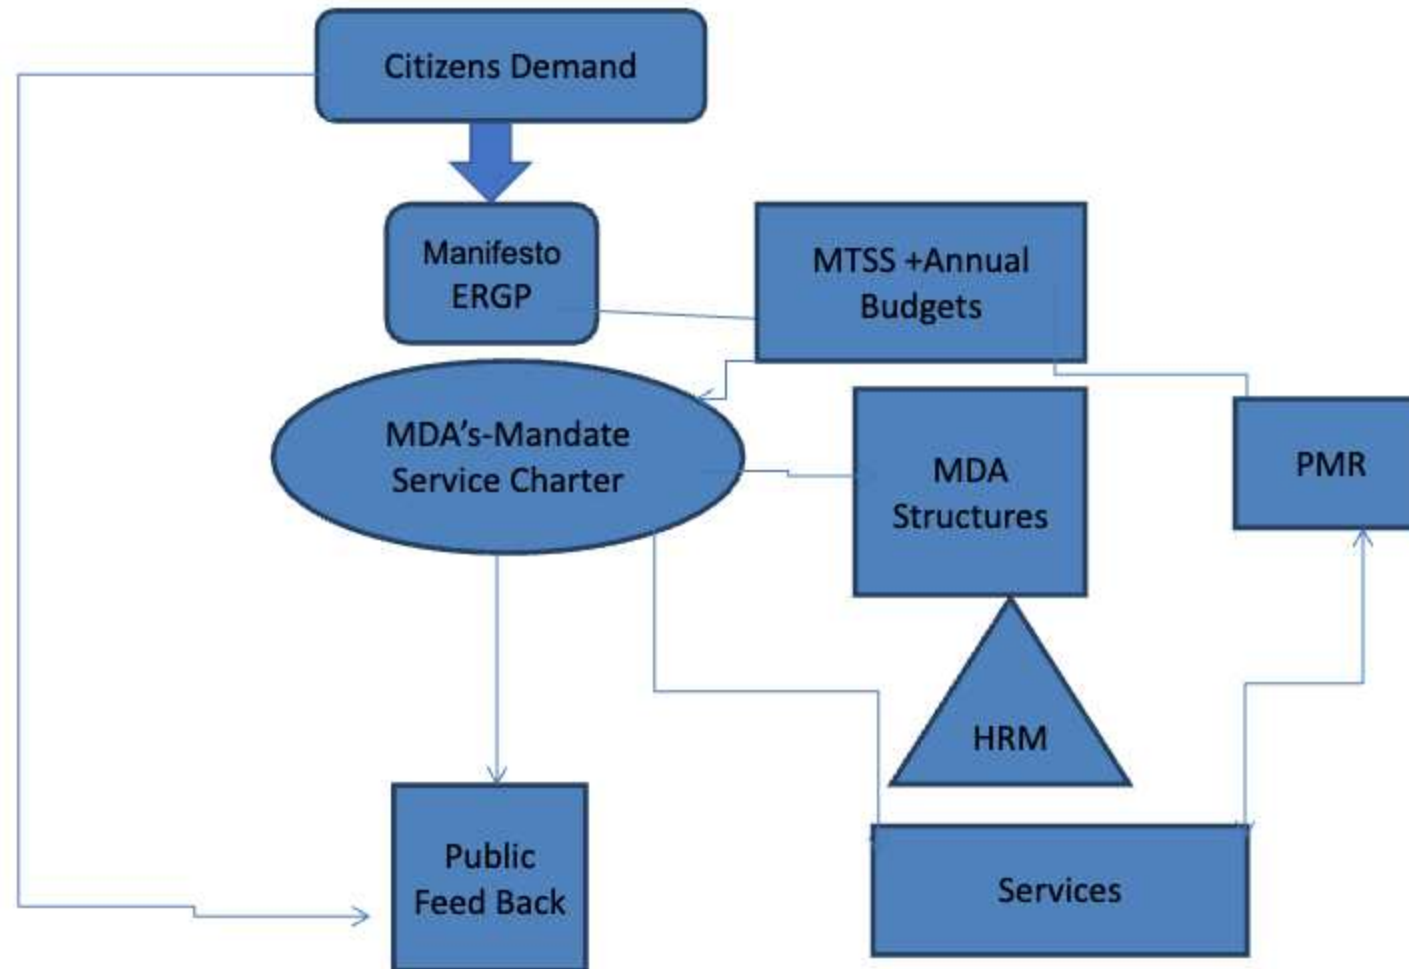 Citizens Demand
Manifesto
ERGP
MTSS +Annual
Budgets
MDA's-Mandate
Service Charter
MDA
Structures
PMR
HRM
Public
Feed Back
Services